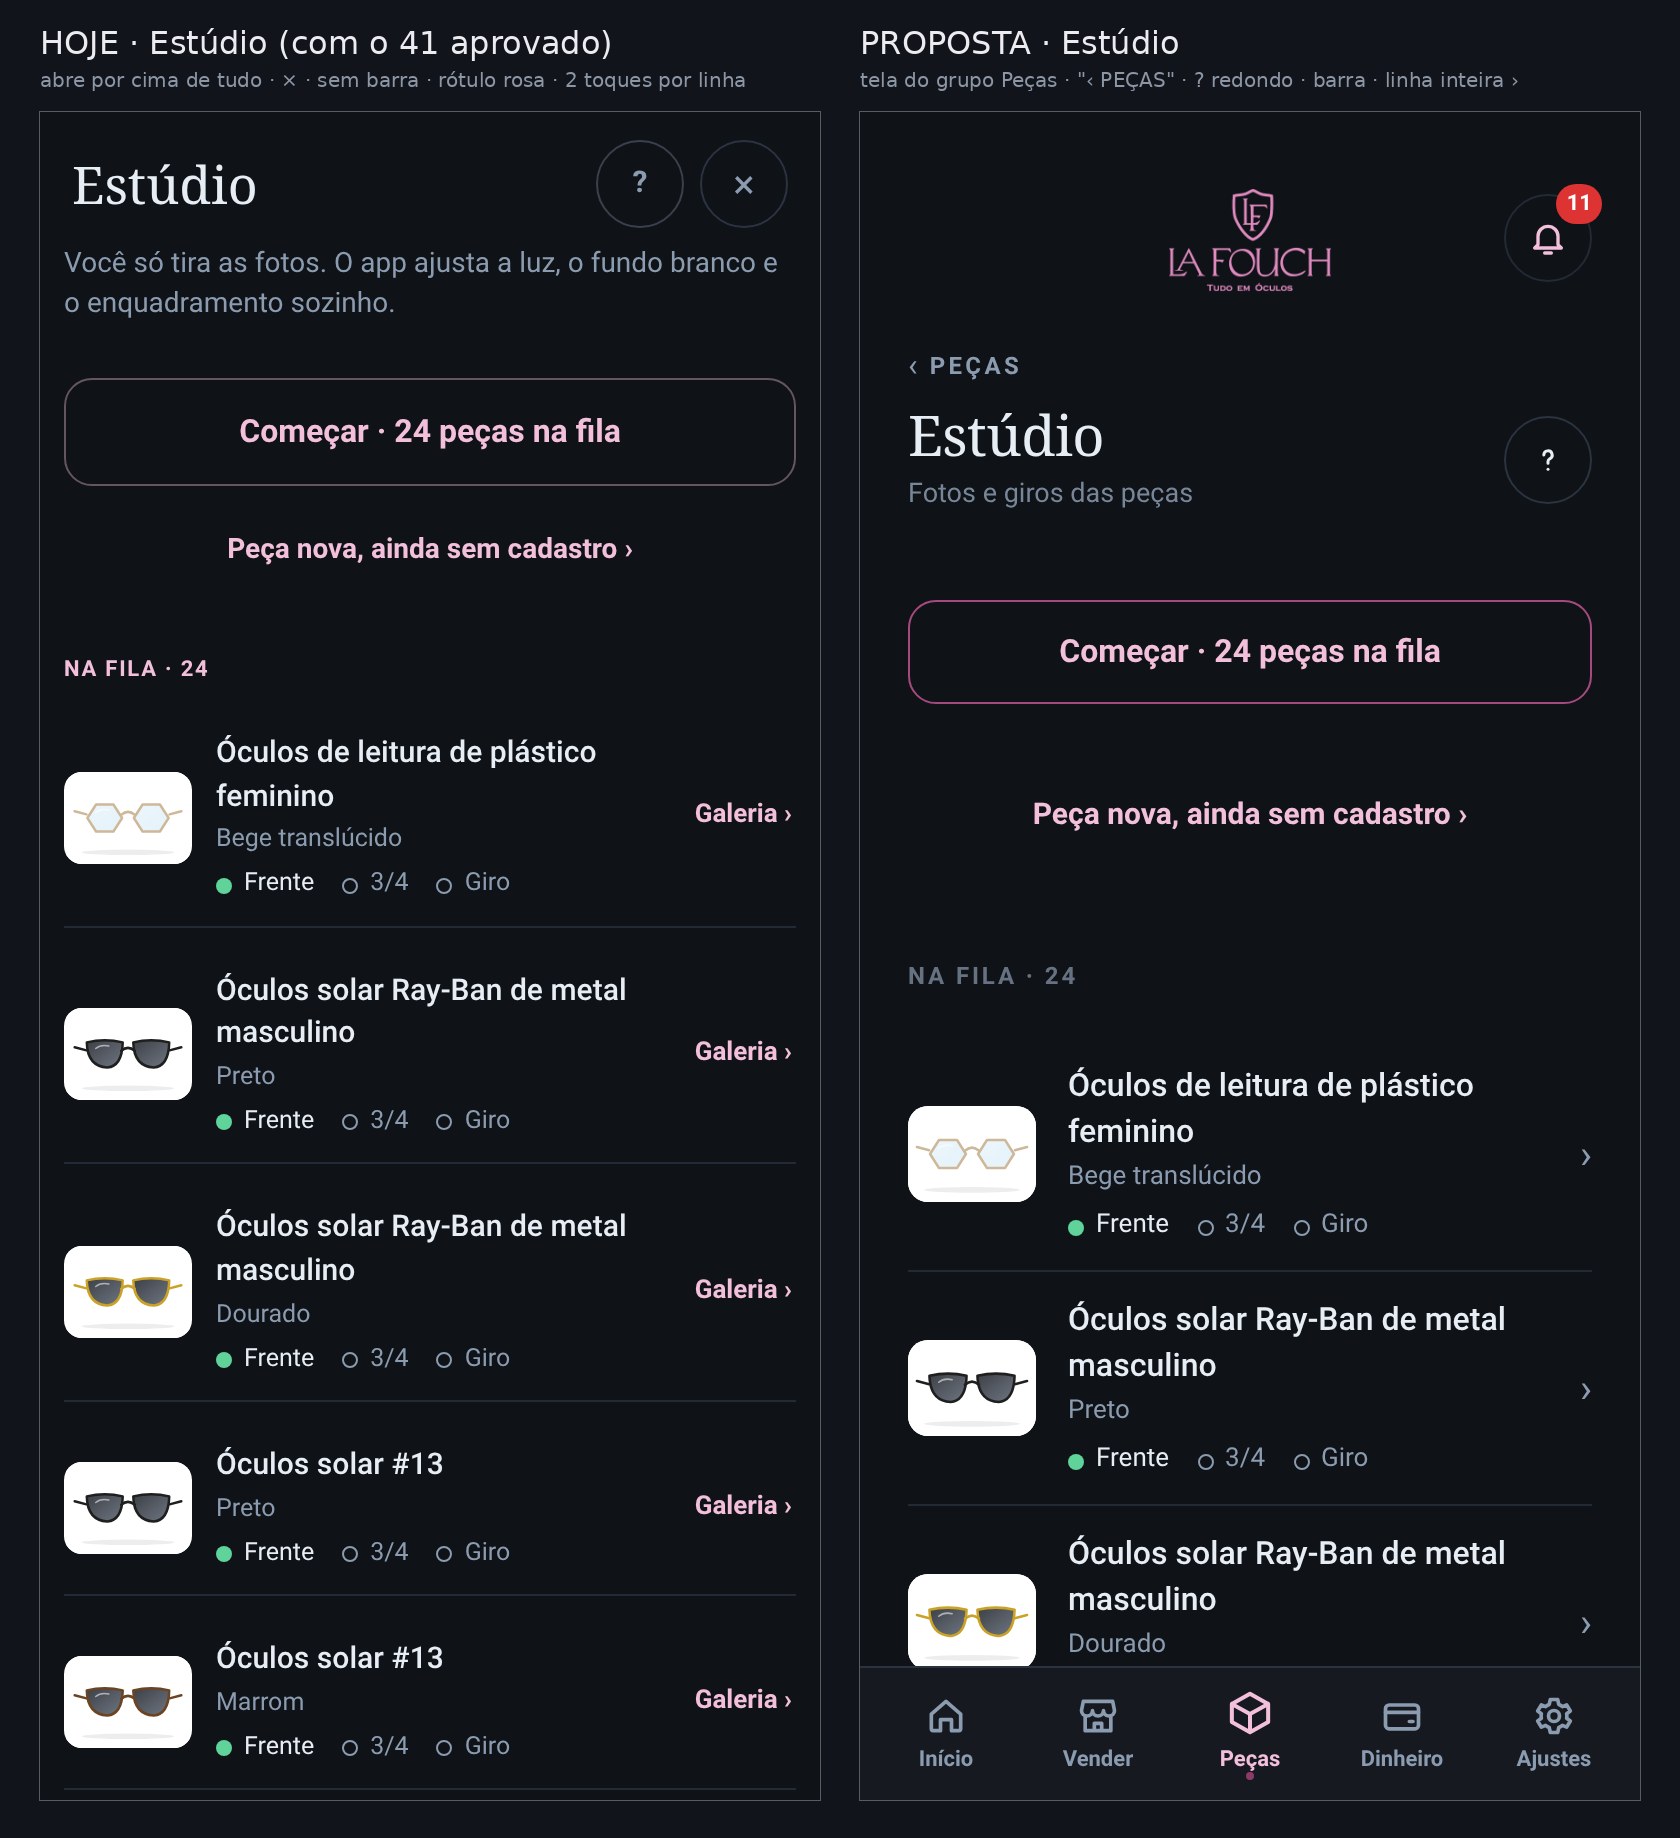 HOJE · Estúdio (com o 41 aprovado)
abre por cima de tudo · × · sem barra · rótulo rosa · 2 toques por linha
Estúdio
?
×
Você só tira as fotos. O app ajusta a luz, o fundo branco e
o enquadramento sozinho.
Começar · 24 peças na fila
Peça nova, ainda sem cadastro ›
NA FILA · 24
Óculos de leitura de plástico
feminino
Bege translúcido
Frente 3/4 Giro
Galeria ›
Óculos solar Ray-Ban de metal
masculino
Preto
Frente 3/4 Giro
Galeria ›
Óculos solar Ray-Ban de metal
masculino
Dourado
Frente 3/4 Giro
Galeria ›
Óculos solar #13
Preto
Frente 3/4 Giro
Galeria ›
Óculos solar #13
Marrom
Frente 3/4 Giro
Galeria ›
PROPOSTA · Estúdio
tela do grupo Peças · "‹ PEÇAS" · ? redondo · barra · linha inteira ›
LF
LA FOUCH
TUDO EM ÓCULOS
11
‹ PEÇAS
Estúdio
Fotos e giros das peças
?
Começar · 24 peças na fila
Peça nova, ainda sem cadastro ›
NA FILA · 24
Óculos de leitura de plástico
feminino
Bege translúcido
Frente 3/4 Giro
›
Óculos solar Ray-Ban de metal
masculino
Preto
Frente 3/4 Giro
›
Óculos solar Ray-Ban de metal
masculino
Dourado
›
Início Vender Peças Dinheiro Ajustes